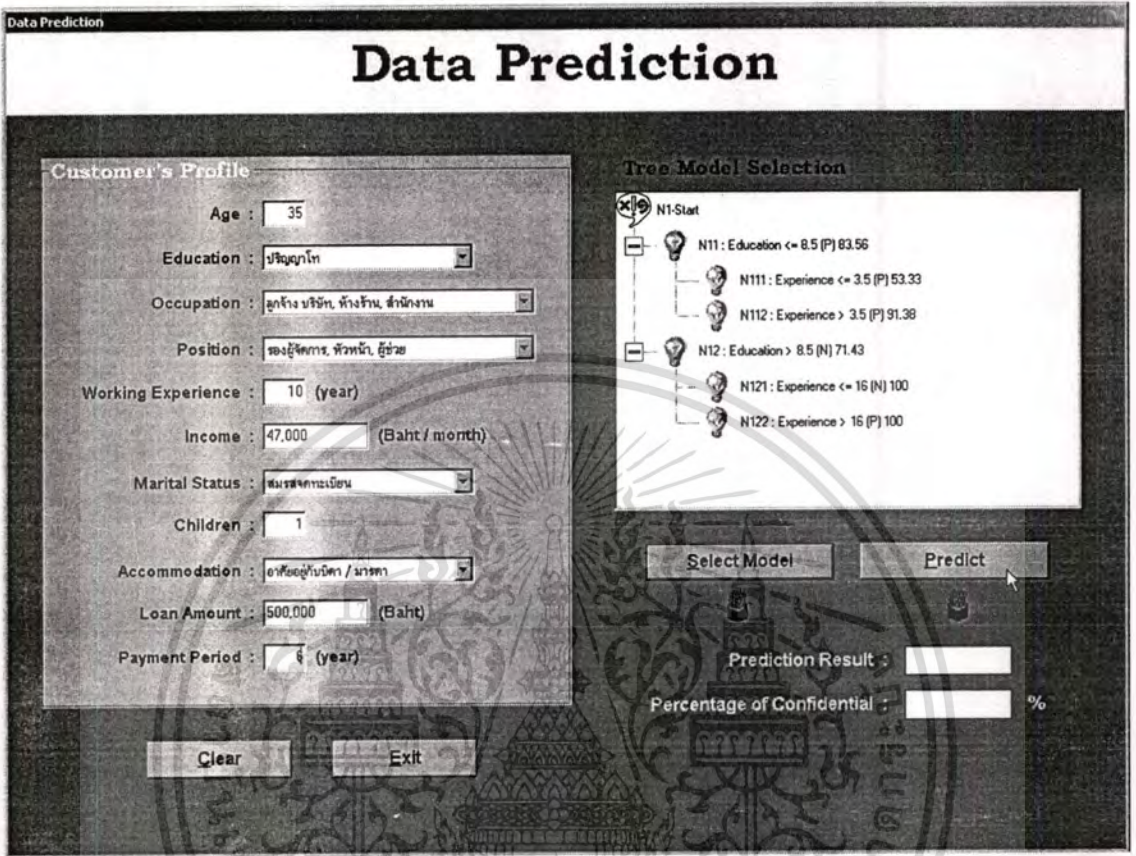 Data Prediction
Data Prediction
Customer's Profile
Age : 35
Education : ปริญญาโท
Occupation : ลูกจ้าง บริษัท, ห้างร้าน, สำนักงาน
Position : รองผู้จัดการ, หัวหน้า, ผู้ช่วย
Working Experience : 10 (year)
Income : 47,000 (Baht / month)
Marital Status : สมรสจดทะเบียน
Children : 1
Accommodation : อาศัยอยู่กับบิดา / มารดา
Loan Amount : 500,000 (Baht)
Payment Period : 6 (year)
Clear Exit
Tree Model Selection
N1-Start
N11 : Education <= 8.5 (P) 83.56
N111 : Experience <= 3.5 (P) 53.33
N112 : Experience > 3.5 (P) 91.38
N12 : Education > 8.5 (N) 71.43
N121 : Experience <= 16 (N) 100
N122 : Experience > 16 (P) 100
Select Model Predict
Prediction Result :
Percentage of Confidential : %